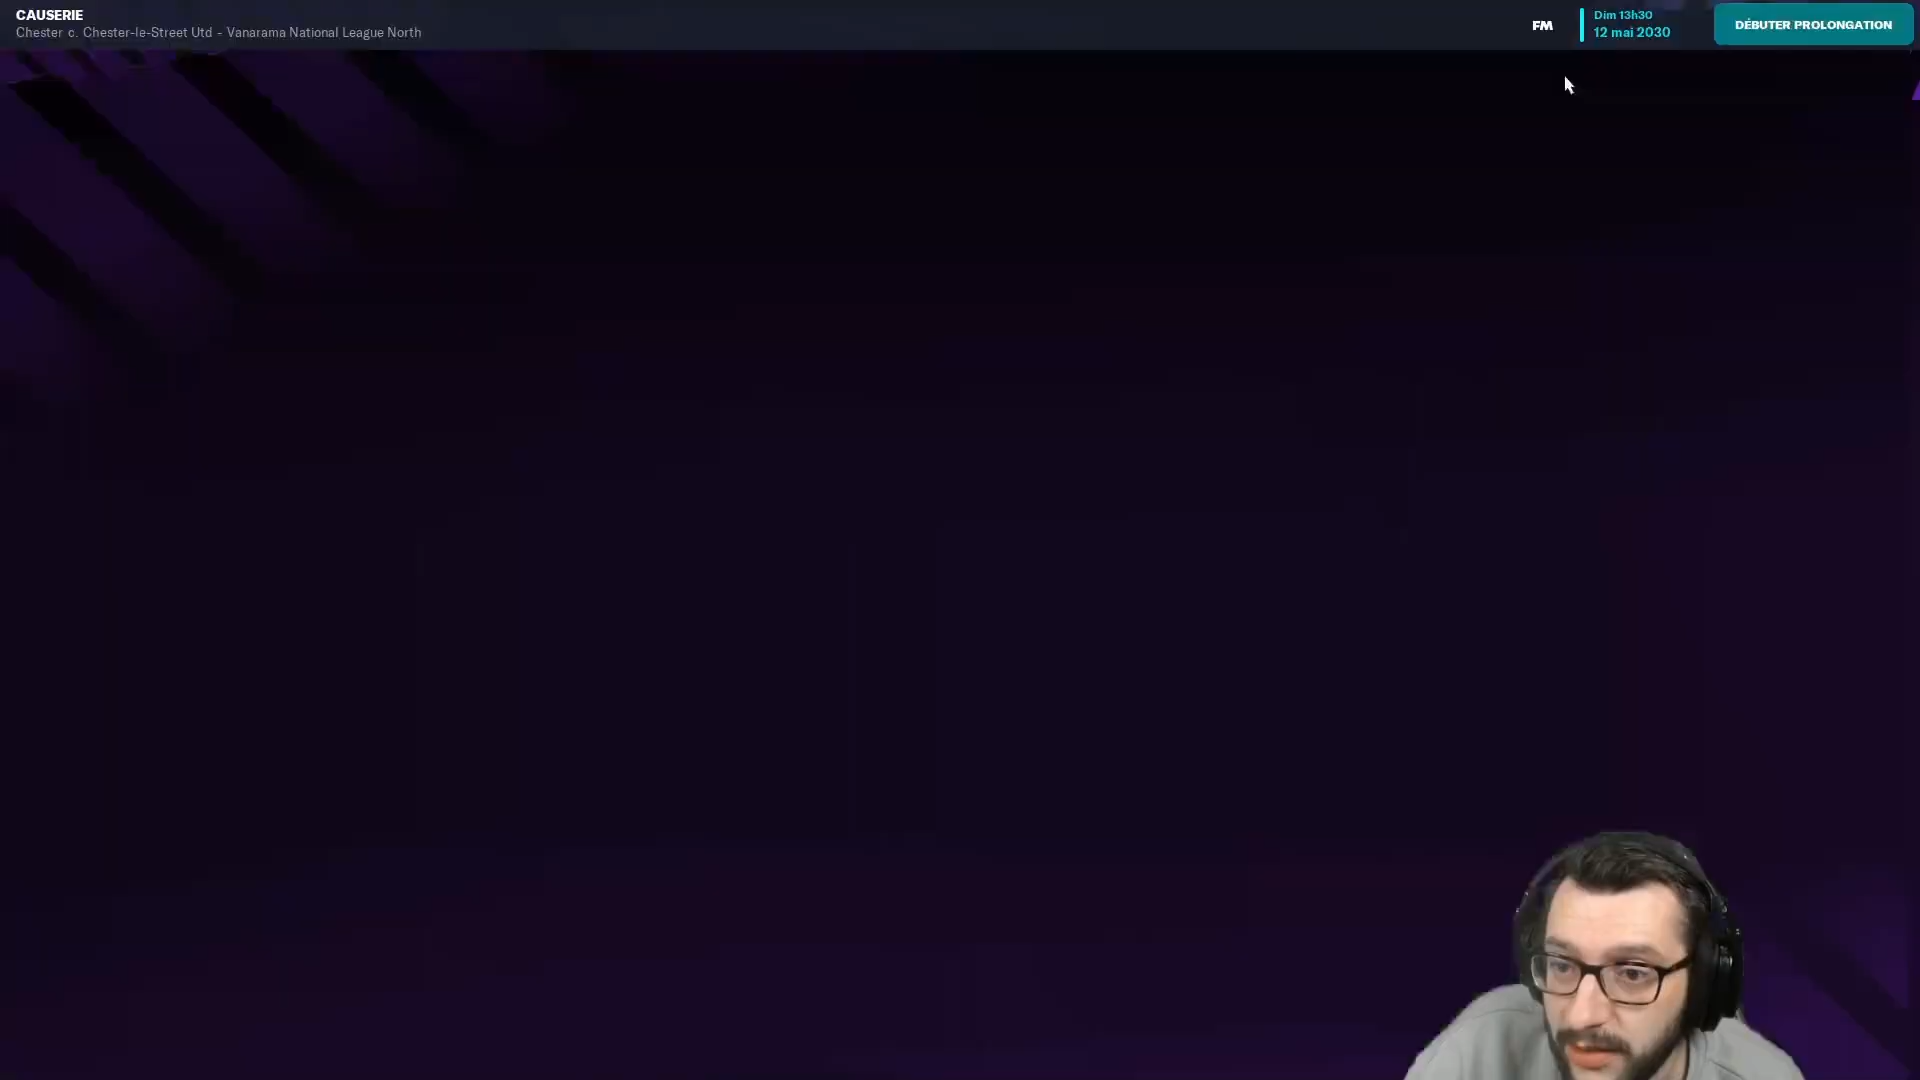 CAUSERIE
Chester c. Chester-le-Street Utd - Vanarama National League North
FM
Dim 13h30
12 mai 2030
DÉBUTER PROLONGATION